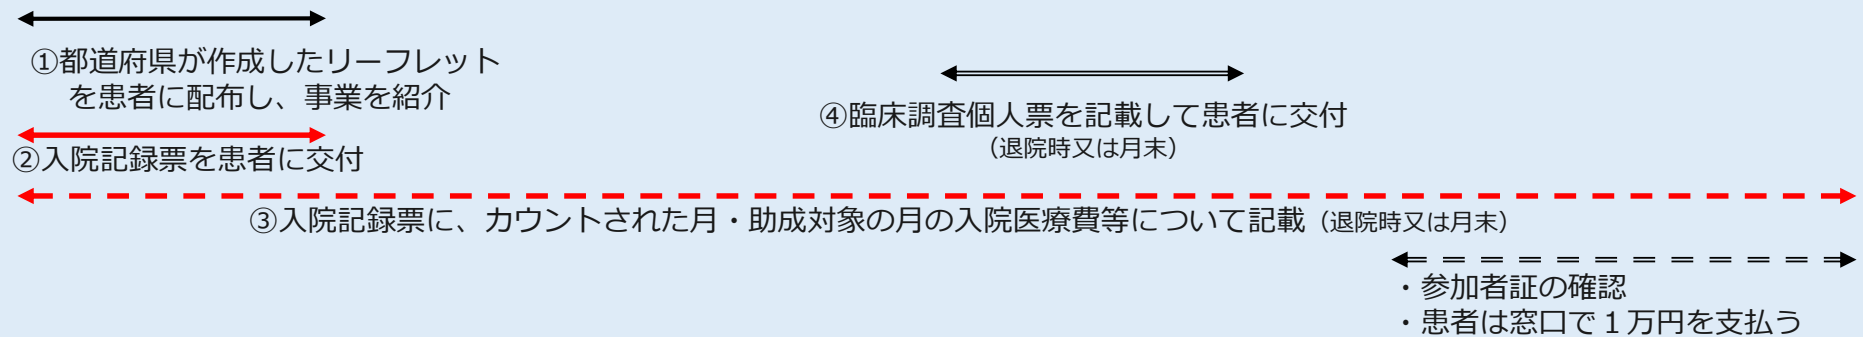 ①都道府県が作成したリーフレット
を患者に配布し、事業を紹介
②入院記録票を患者に交付
④臨床調査個人票を記載して患者に交付
（退院時又は月末）
③入院記録票に、カウントされた月・助成対象の月の入院医療費等について記載（退院時又は月末）
・参加者証の確認
・患者は窓口で１万円を支払う